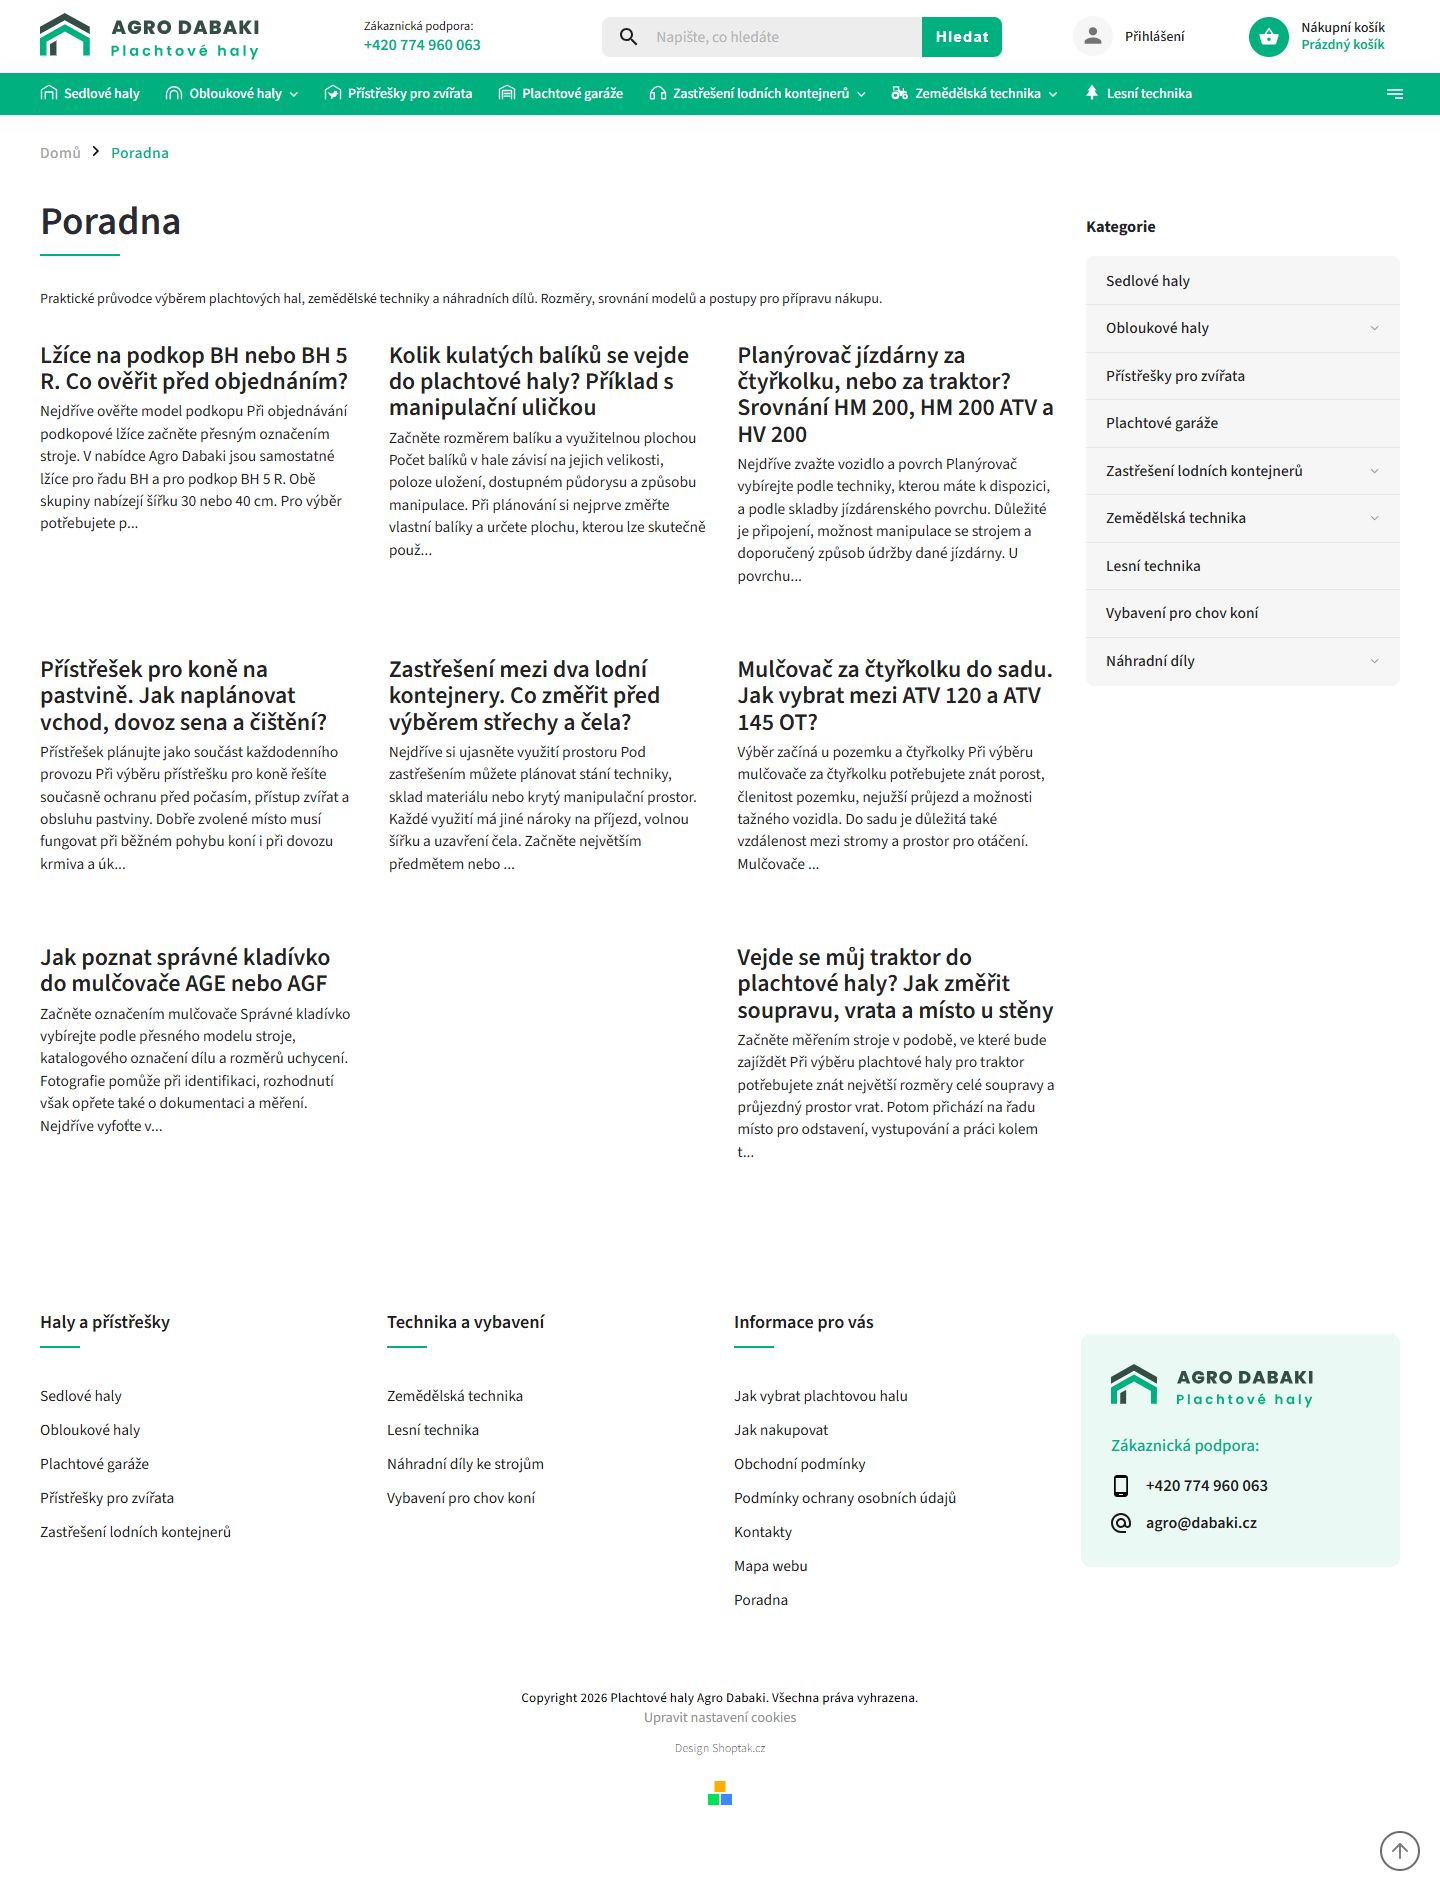 AGRO DABAKI
Plachtové haly
Zákaznická podpora:
+420 774 960 063
Napište, co hledáte
Hledat
Přihlášení
Nákupní košík
Prázdný košík
Sedlové haly
Obloukové haly
Přístřešky pro zvířata
Plachtové garáže
Zastřešení lodních kontejnerů
Zemědělská technika
Lesní technika
Domů
Poradna
Poradna
Praktické průvodce výběrem plachtových hal, zemědělské techniky a náhradních dílů. Rozměry, srovnání modelů a postupy pro přípravu nákupu.
Lžíce na podkop BH nebo BH 5
R. Co ověřit před objednáním?
Nejdříve ověřte model podkopu Při objednávání
podkopové lžíce začněte přesným označením
stroje. V nabídce Agro Dabaki jsou samostatné
lžíce pro řadu BH a pro podkop BH 5 R. Obě
skupiny nabízejí šířku 30 nebo 40 cm. Pro výběr
potřebujete p...
Kolik kulatých balíků se vejde
do plachtové haly? Příklad s
manipulační uličkou
Začněte rozměrem balíku a využitelnou plochou
Počet balíků v hale závisí na jejich velikosti,
poloze uložení, dostupném půdorysu a způsobu
manipulace. Při plánování si nejprve změřte
vlastní balíky a určete plochu, kterou lze skutečně
použ...
Planýrovač jízdárny za
čtyřkolku, nebo za traktor?
Srovnání HM 200, HM 200 ATV a
HV 200
Nejdříve zvažte vozidlo a povrch Planýrovač
vybírejte podle techniky, kterou máte k dispozici,
a podle skladby jízdárenského povrchu. Důležité
je připojení, možnost manipulace se strojem a
doporučený způsob údržby dané jízdárny. U
povrchu...
Přístřešek pro koně na
pastvině. Jak naplánovat
vchod, dovoz sena a čištění?
Přístřešek plánujte jako součást každodenního
provozu Při výběru přístřešku pro koně řešíte
současně ochranu před počasím, přístup zvířat a
obsluhu pastviny. Dobře zvolené místo musí
fungovat při běžném pohybu koní i při dovozu
krmiva a úk...
Zastřešení mezi dva lodní
kontejnery. Co změřit před
výběrem střechy a čela?
Nejdříve si ujasněte využití prostoru Pod
zastřešením můžete plánovat stání techniky,
sklad materiálu nebo krytý manipulační prostor.
Každé využití má jiné nároky na příjezd, volnou
šířku a uzavření čela. Začněte největším
předmětem nebo ...
Mulčovač za čtyřkolku do sadu.
Jak vybrat mezi ATV 120 a ATV
145 OT?
Výběr začíná u pozemku a čtyřkolky Při výběru
mulčovače za čtyřkolku potřebujete znát porost,
členitost pozemku, nejužší průjezd a možnosti
tažného vozidla. Do sadu je důležitá také
vzdálenost mezi stromy a prostor pro otáčení.
Mulčovače ...
Jak poznat správné kladívko
do mulčovače AGE nebo AGF
Začněte označením mulčovače Správné kladívko
vybírejte podle přesného modelu stroje,
katalogového označení dílu a rozměrů uchycení.
Fotografie pomůže při identifikaci, rozhodnutí
však opřete také o dokumentaci a měření.
Nejdříve vyfoťte v...
Vejde se můj traktor do
plachtové haly? Jak změřit
soupravu, vrata a místo u stěny
Začněte měřením stroje v podobě, ve které bude
zajíždět Při výběru plachtové haly pro traktor
potřebujete znát největší rozměry celé soupravy a
průjezdný prostor vrat. Potom přichází na řadu
místo pro odstavení, vystupování a práci kolem
t...
Kategorie
Sedlové haly
Obloukové haly
Přístřešky pro zvířata
Plachtové garáže
Zastřešení lodních kontejnerů
Zemědělská technika
Lesní technika
Vybavení pro chov koní
Náhradní díly
Haly a přístřešky
Sedlové haly
Obloukové haly
Plachtové garáže
Přístřešky pro zvířata
Zastřešení lodních kontejnerů
Technika a vybavení
Zemědělská technika
Lesní technika
Náhradní díly ke strojům
Vybavení pro chov koní
Informace pro vás
Jak vybrat plachtovou halu
Jak nakupovat
Obchodní podmínky
Podmínky ochrany osobních údajů
Kontakty
Mapa webu
Poradna
AGRO DABAKI
Plachtové haly
Zákaznická podpora:
+420 774 960 063
agro@dabaki.cz
Copyright 2026 Plachtové haly Agro Dabaki. Všechna práva vyhrazena.
Upravit nastavení cookies
Design Shoptak.cz